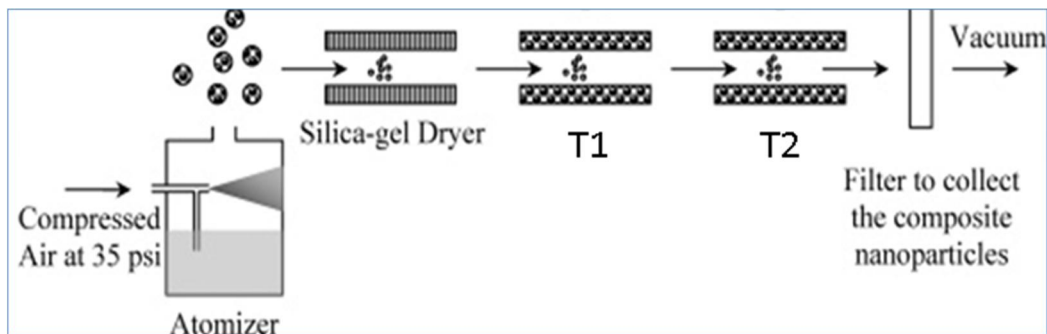 Vacuum
Silica-gel Dryer
T1
T2
Filter to collect
the composite
nanoparticles
Compressed
Air at 35 psi
Atomizer